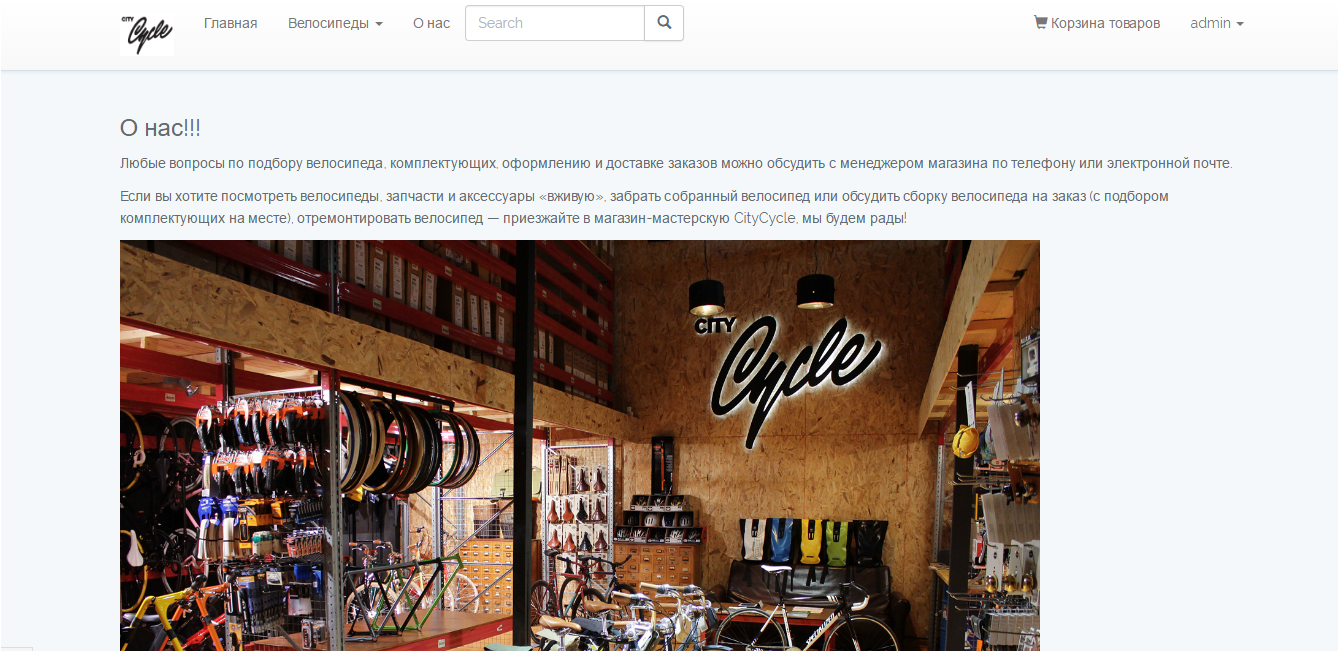 CITY
Cycle
Главная
Велосипеды
О нас
Search
Корзина товаров
admin
О нас!!!
Любые вопросы по подбору велосипеда, комплектующих, оформлению и доставке заказов можно обсудить с менеджером магазина по телефону или электронной почте.
Если вы хотите посмотреть велосипеды, запчасти и аксессуары «вживую», забрать собранный велосипед или обсудить сборку велосипеда на заказ (с подбором
комплектующих на месте), отремонтировать велосипед — приезжайте в магазин-мастерскую CityCycle, мы будем рады!
CITY
Cycle
SPECIALIZED